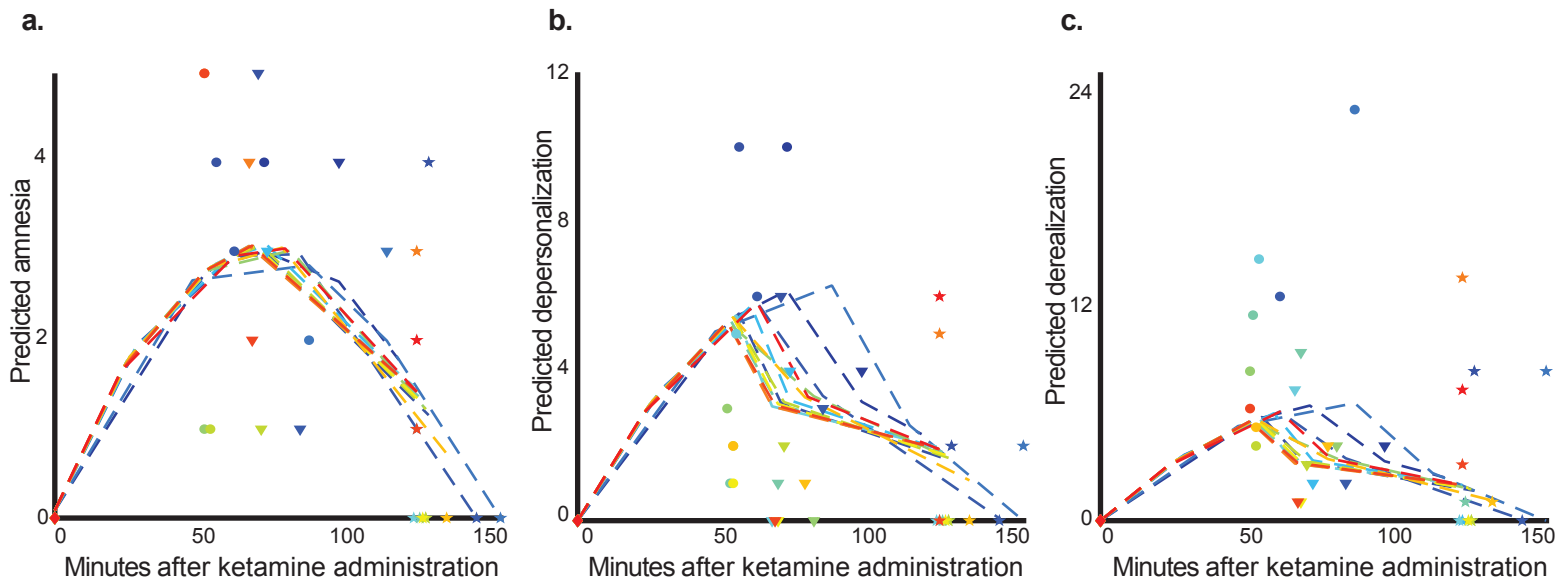 a.
Predicted amnesia
4
2
0
0
50
100
150
Minutes after ketamine administration
b.
Predicted depersonalization
12
8
4
0
0
50
100
150
Minutes after ketamine administration
c.
Predicted derealization
24
12
0
0
50
100
150
Minutes after ketamine administration